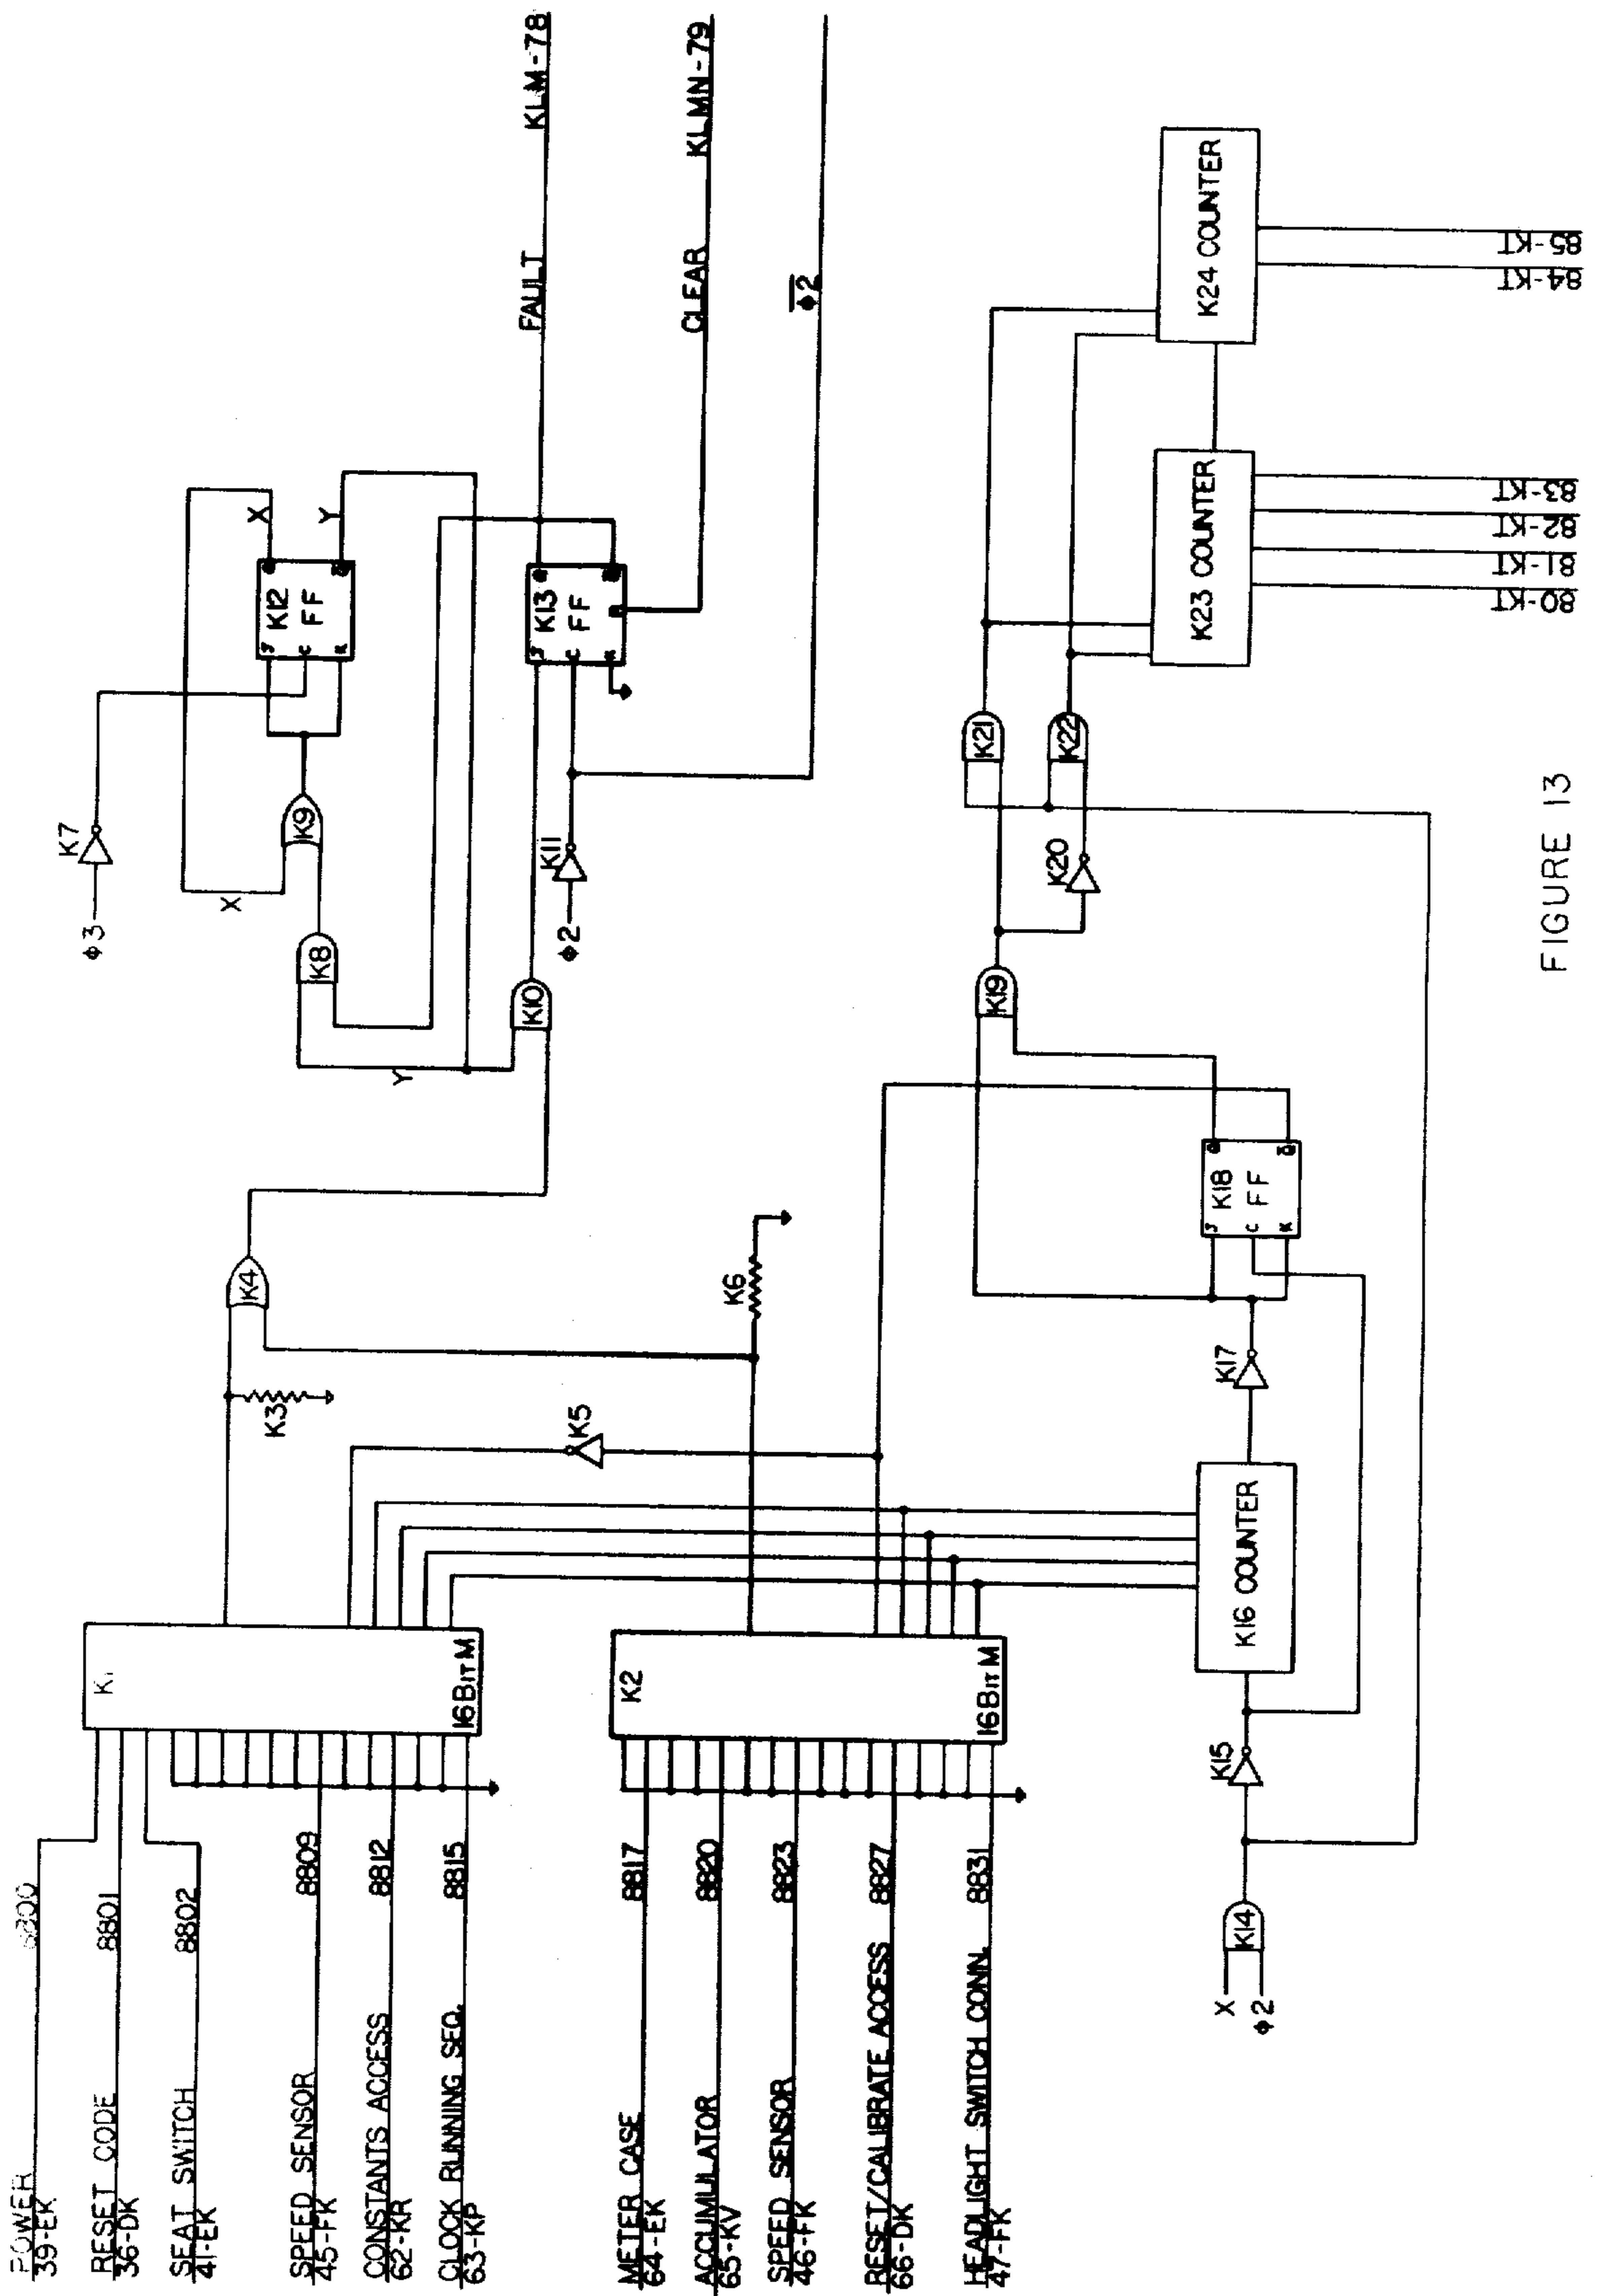 POWER 8800
39-EK
RESET CODE 8801
36-DK
SEAT SWITCH 8802
41-EK
SPEED SENSOR 8809
45-FK
CONSTANTS ACCESS 8812
62-KR
CLOCK RUNNING SEQ. 8815
63-KP
METER CASE 8817
64-EK
ACCUMULATOR 8820
65-KV
SPEED SENSOR 8823
46-FK
RESET/CALIBRATE ACCESS 8827
66-DK
HEADLIGHT SWITCH CONN. 8831
47-FK
K1
16BIT M
K2
16BIT M
K3
K4
K5
K6
φ3
K7
K8
K9
X
Y
K10
φ2
K11
J
C
K
K12
FF
Q
Q̅
X
Y
J
C
K
K13
FF
Q
Q̅
R
FAULT KLM-78
CLEAR KLMN-79
φ̅2̅
X
φ2
K14
K15
K16 COUNTER
K17
J
C
K
K18
FF
Q
Q̅
K19
K20
K21
K22
K23 COUNTER
80-KT
81-KT
82-KT
83-KT
K24 COUNTER
84-KT
85-KT
FIGURE 13